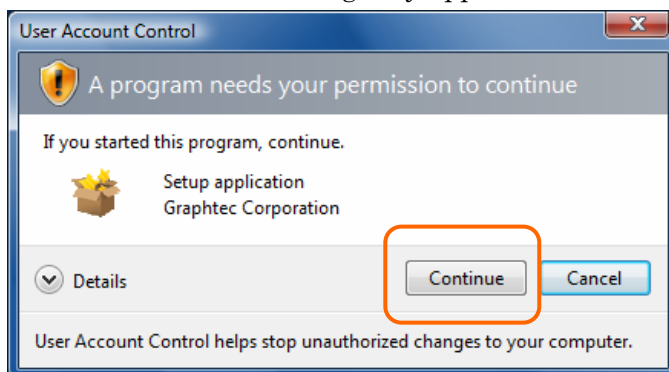 User Account Control
A program needs your permission to continue
If you started this program, continue.
Setup application
Graphtec Corporation
Details
Continue
Cancel
User Account Control helps stop unauthorized changes to your computer.